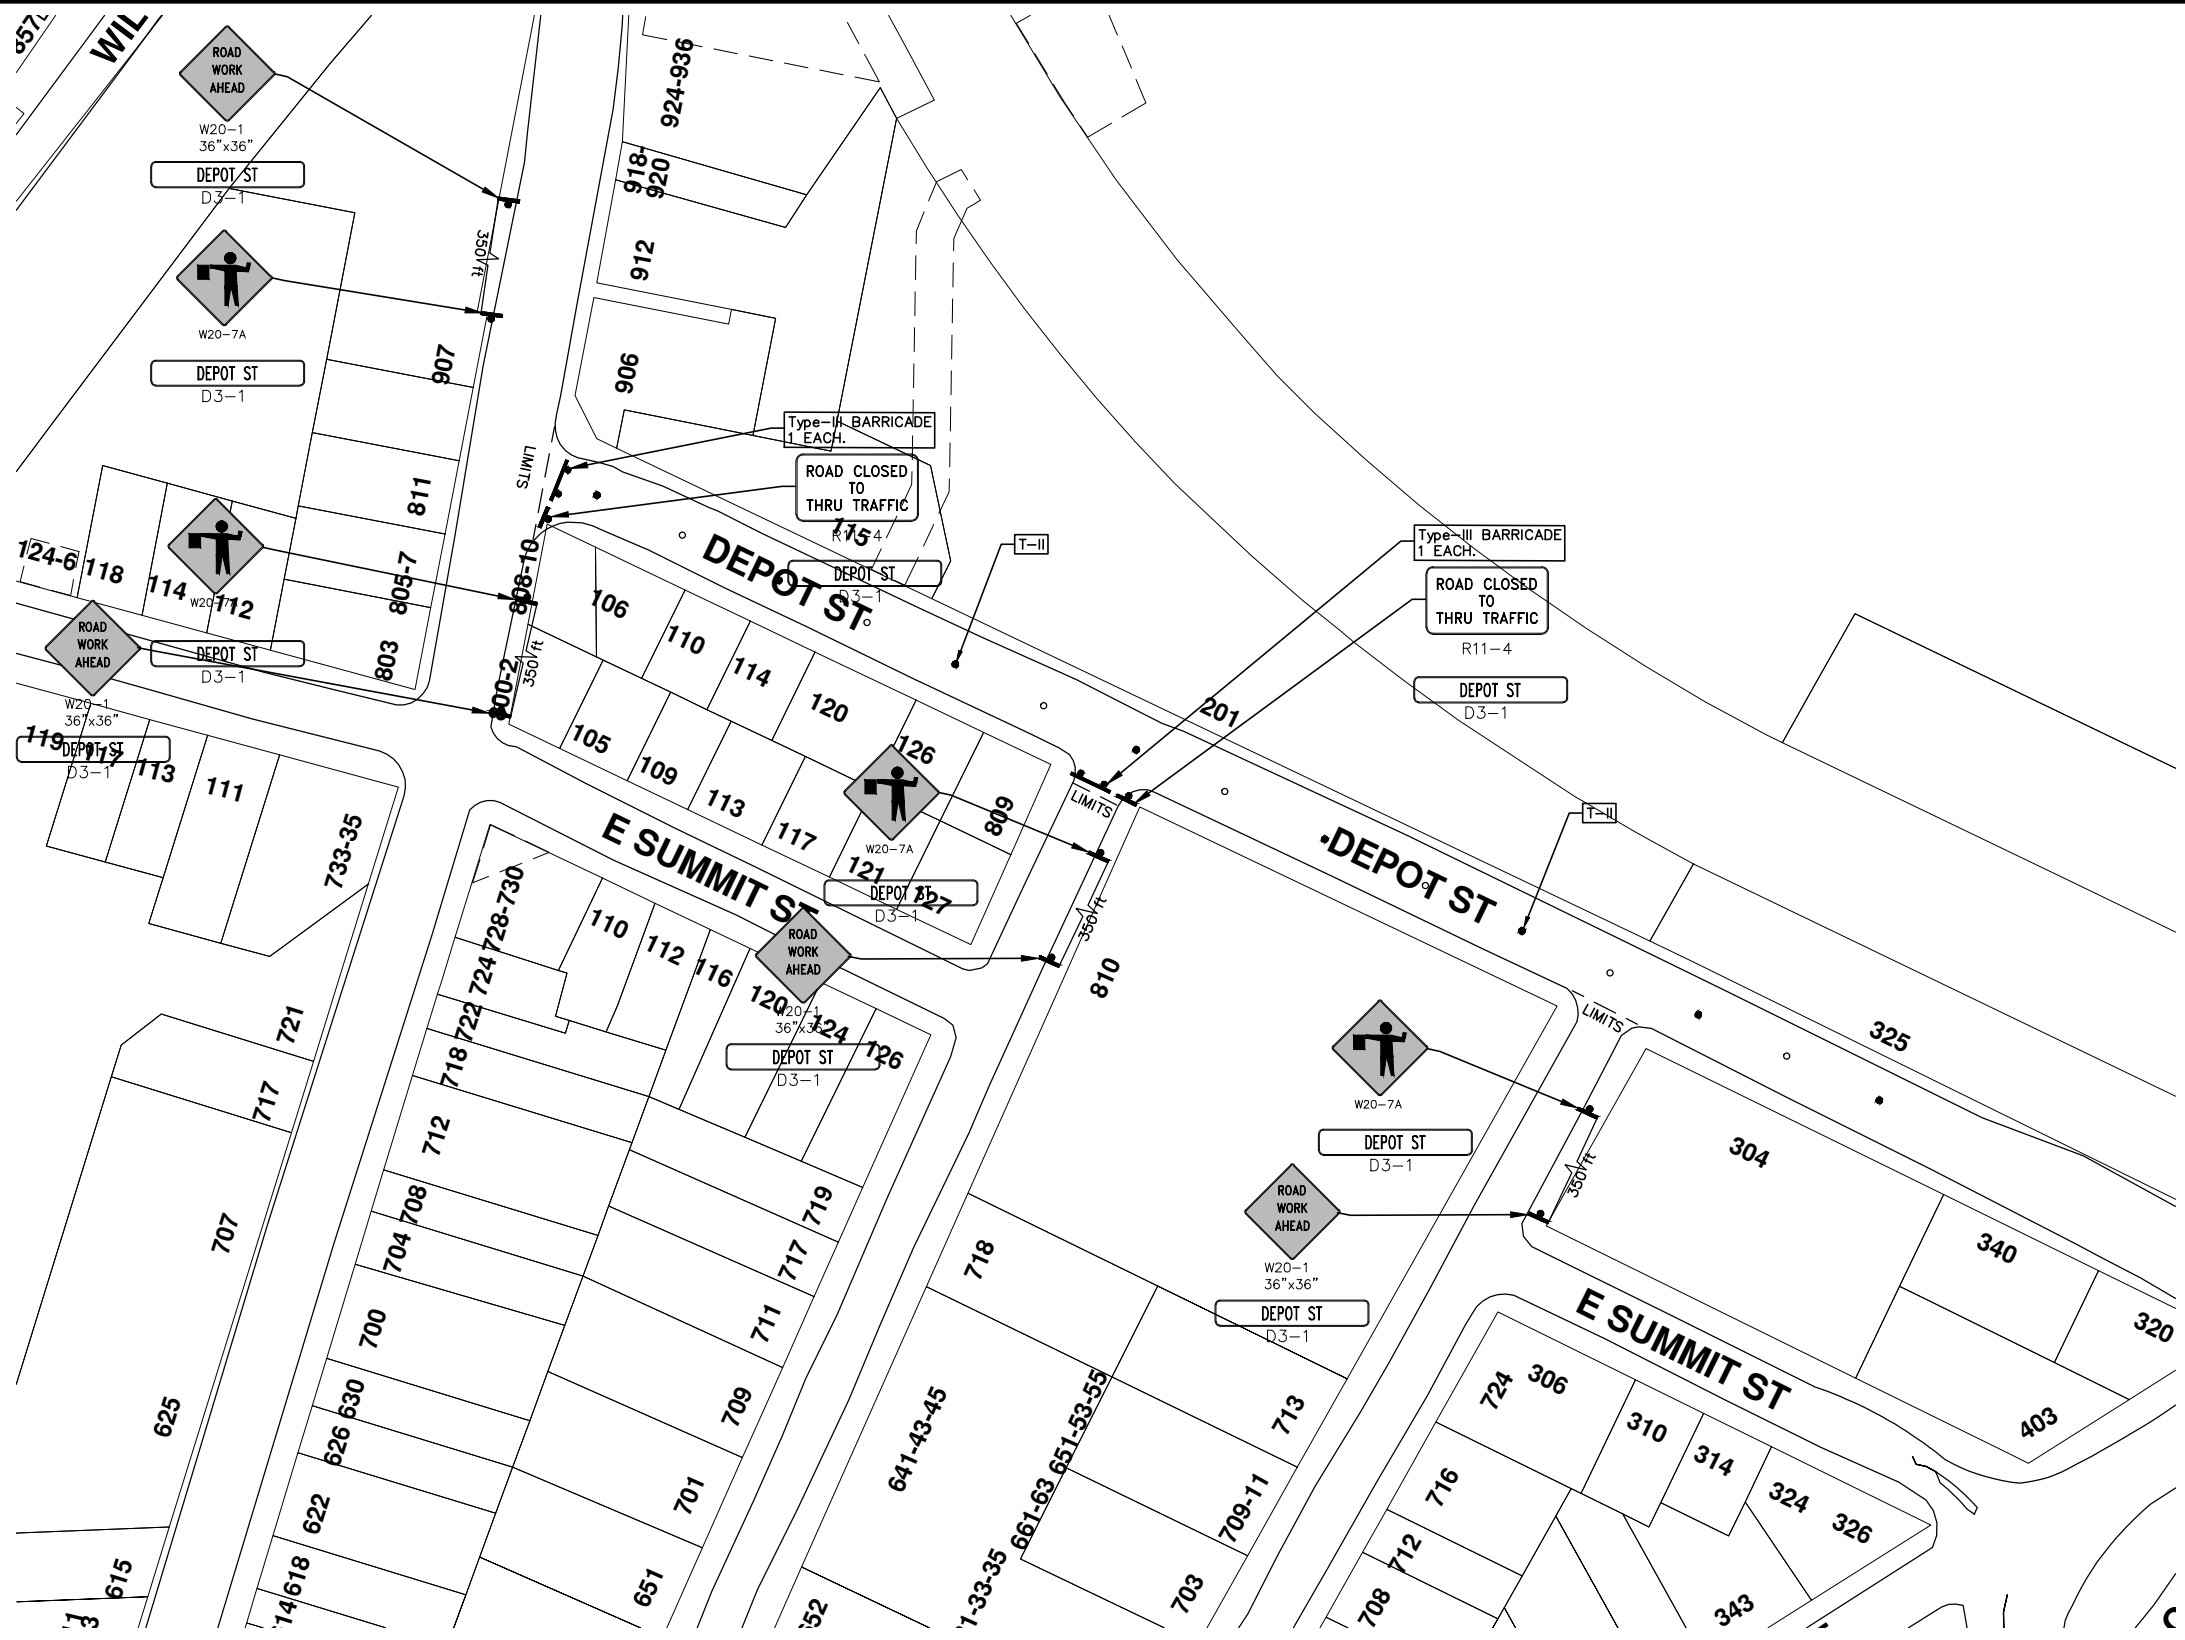 857
WIL
ROAD
WORK
AHEAD
W20-1
36"x36"
DEPOT ST
D3-1
924-936
918-
920
912
906
350 ft
W20-7A
DEPOT ST
D3-1
907
811
805-7
803
LIMITS
Type-III BARRICADE
1 EACH.
ROAD CLOSED
TO
THRU TRAFFIC
R11-4
115
DEPOT ST
D3-1
T-II
DEPOT ST
Type-III BARRICADE
1 EACH.
ROAD CLOSED
TO
THRU TRAFFIC
R11-4
DEPOT ST
D3-1
124-6
118
114
112
W20-7A
DEPOT ST
D3-1
808-10
350 ft
ROAD
WORK
AHEAD
W20-1
36"x36"
DEPOT ST
D3-1
119
117
113
111
733-35
106
110
114
120
126
105
109
113
117
121
127
809
201
LIMITS
W20-7A
DEPOT ST
D3-1
350 ft
810
E SUMMIT ST
ROAD
WORK
AHEAD
W20-1
36"x36"
DEPOT ST
D3-1
728-730
724
722
718
712
708
704
700
630
626
622
618
110
112
116
120
124
126
721
717
707
625
615
719
717
711
709
701
651
718
641-43-45
651-53-55
661-63
713
709-11
703
T-II
DEPOT ST
LIMITS
325
W20-7A
DEPOT ST
D3-1
350 ft
ROAD
WORK
AHEAD
W20-1
36"x36"
DEPOT ST
D3-1
304
340
320
403
E SUMMIT ST
724
306
310
314
324
326
716
712
708
343